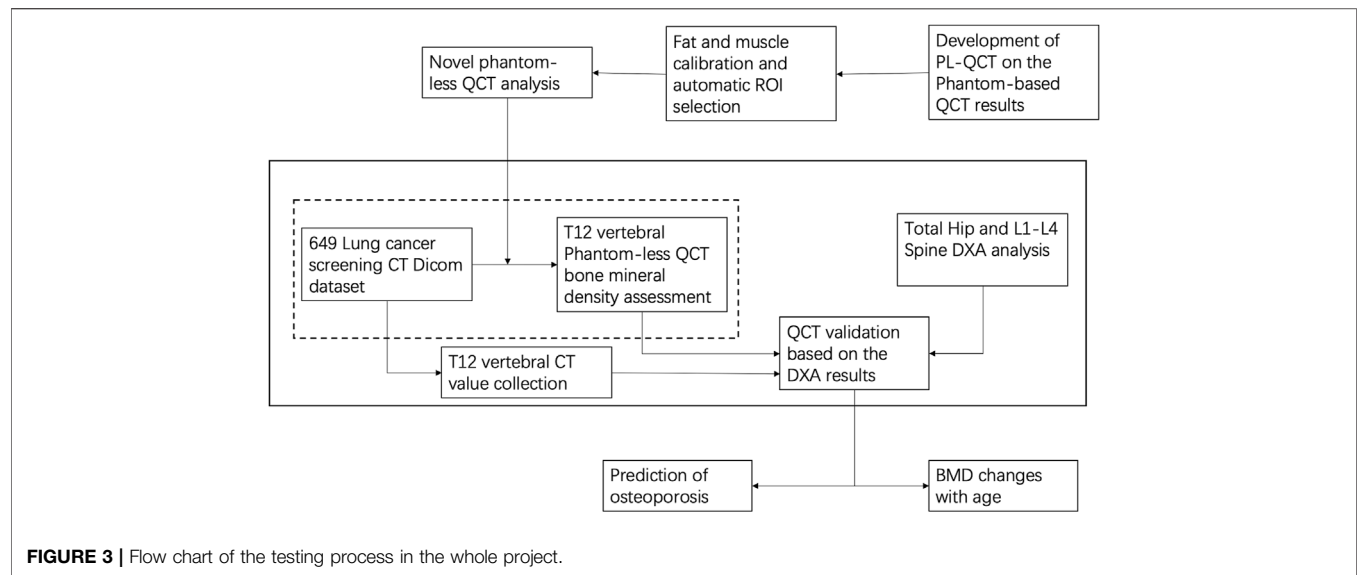 Novel phantom-
less QCT analysis
Fat and muscle
calibration and
automatic ROI
selection
Development of
PL-QCT on the
Phantom-based
QCT results
649 Lung cancer
screening CT Dicom
dataset
T12 vertebral
Phantom-less QCT
bone mineral
density assessment
Total Hip and L1-L4
Spine DXA analysis
T12 vertebral CT
value collection
QCT validation
based on the
DXA results
Prediction of
osteoporosis
BMD changes
with age
FIGURE 3 | Flow chart of the testing process in the whole project.